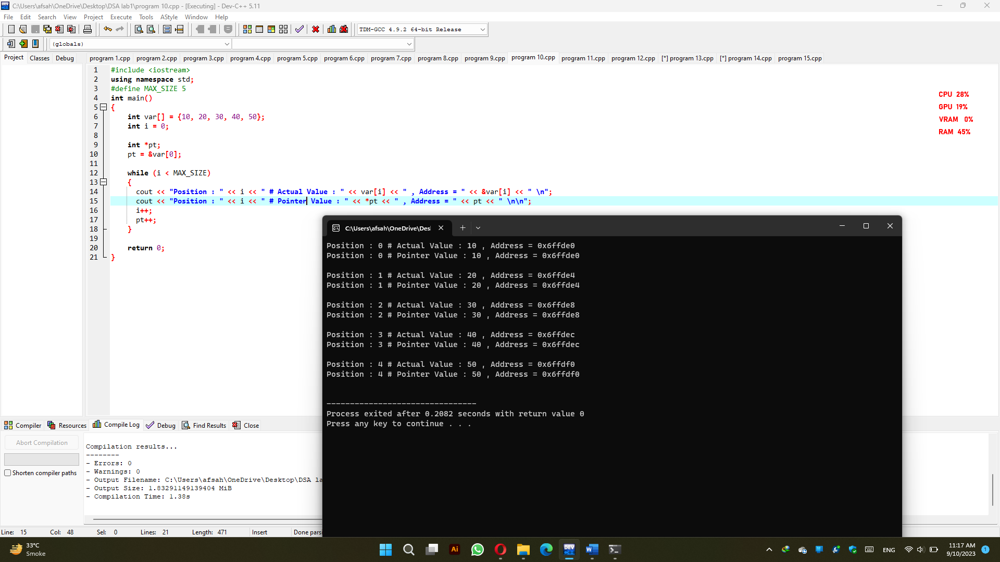 C:\Users\afsah\OneDrive\Desktop\DSA lab1\program 10.cpp - [Executing] - Dev-C++ 5.11
File Edit Search View Project Execute Tools AStyle Window Help
TDM-GCC 4.9.2 64-bit Release
(globals)
Project Classes Debug
program 1.cpp program 2.cpp program 3.cpp program 4.cpp program 5.cpp program 6.cpp program 7.cpp program 8.cpp program 9.cpp program 10.cpp program 11.cpp program 12.cpp [*] program 13.cpp [*] program 14.cpp program 15.cpp
1 #include <iostream>
2 using namespace std;
3 #define MAX_SIZE 5
4 int main()
5 {
6 int var[] = {10, 20, 30, 40, 50};
7 int i = 0;
8
9 int *pt;
10 pt = &var[0];
11
12 while (i < MAX_SIZE)
13 {
14 cout << "Position : " << i << " # Actual Value : " << var[i] << " , Address = " << &var[i] << " \n";
15 cout << "Position : " << i << " # Pointer Value : " << *pt << " , Address = " << pt << " \n\n";
16 i++;
17 pt++;
18 }
19
20 return 0;
21 }
CPU 28%
GPU 19%
VRAM 0%
RAM 45%
C:\Users\afsah\OneDrive\Des
Position : 0 # Actual Value : 10 , Address = 0x6ffde0
Position : 0 # Pointer Value : 10 , Address = 0x6ffde0
Position : 1 # Actual Value : 20 , Address = 0x6ffde4
Position : 1 # Pointer Value : 20 , Address = 0x6ffde4
Position : 2 # Actual Value : 30 , Address = 0x6ffde8
Position : 2 # Pointer Value : 30 , Address = 0x6ffde8
Position : 3 # Actual Value : 40 , Address = 0x6ffdec
Position : 3 # Pointer Value : 40 , Address = 0x6ffdec
Position : 4 # Actual Value : 50 , Address = 0x6ffdf0
Position : 4 # Pointer Value : 50 , Address = 0x6ffdf0
--------------------------------
Process exited after 0.2082 seconds with return value 0
Press any key to continue . . .
Compiler Resources Compile Log Debug Find Results Close
Abort Compilation
Shorten compiler paths
Compilation results...
--------
- Errors: 0
- Warnings: 0
- Output Filename: C:\Users\afsah\OneDrive\Desktop\DSA la
- Output Size: 1.83291149139404 MiB
- Compilation Time: 1.38s
Line: 15 Col: 48 Sel: 0 Lines: 21 Length: 471 Insert Done parsi
33°C
Smoke
Ai
DEV
W
ENG
11:17 AM
9/10/2023
1